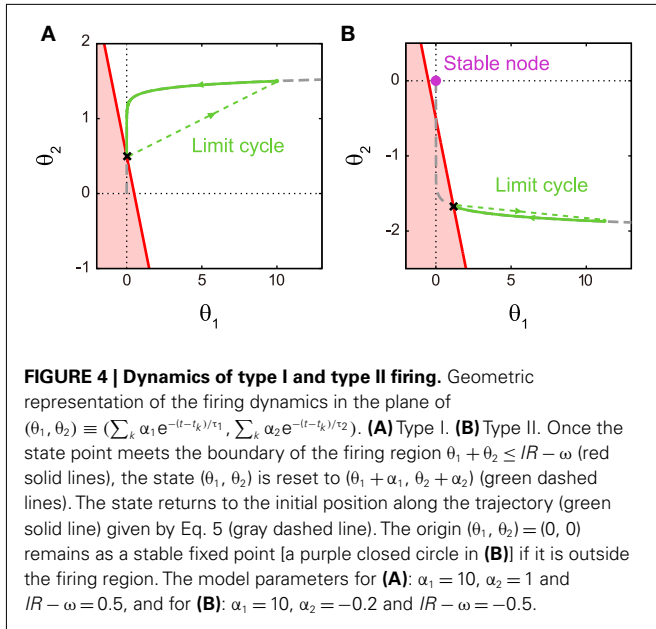 A
B
2
1
0
-1
θ2
Limit cycle
0
5
10
θ1
Stable node
0
-1
-2
θ2
Limit cycle
0
5
10
θ1
FIGURE 4 | Dynamics of type I and type II firing. Geometric
representation of the firing dynamics in the plane of
(θ1, θ2) ≡ (∑k α1e−(t−tk)/τ1, ∑k α2e−(t−tk)/τ2). (A) Type I. (B) Type II. Once the
state point meets the boundary of the firing region θ1 + θ2 ≤ IR − ω (red
solid lines), the state (θ1, θ2) is reset to (θ1 + α1, θ2 + α2) (green dashed
lines). The state returns to the initial position along the trajectory (green
solid line) given by Eq. 5 (gray dashed line). The origin (θ1, θ2) = (0, 0)
remains as a stable fixed point [a purple closed circle in (B)] if it is outside
the firing region. The model parameters for (A): α1 = 10, α2 = 1 and
IR − ω = 0.5, and for (B): α1 = 10, α2 = −0.2 and IR − ω = −0.5.